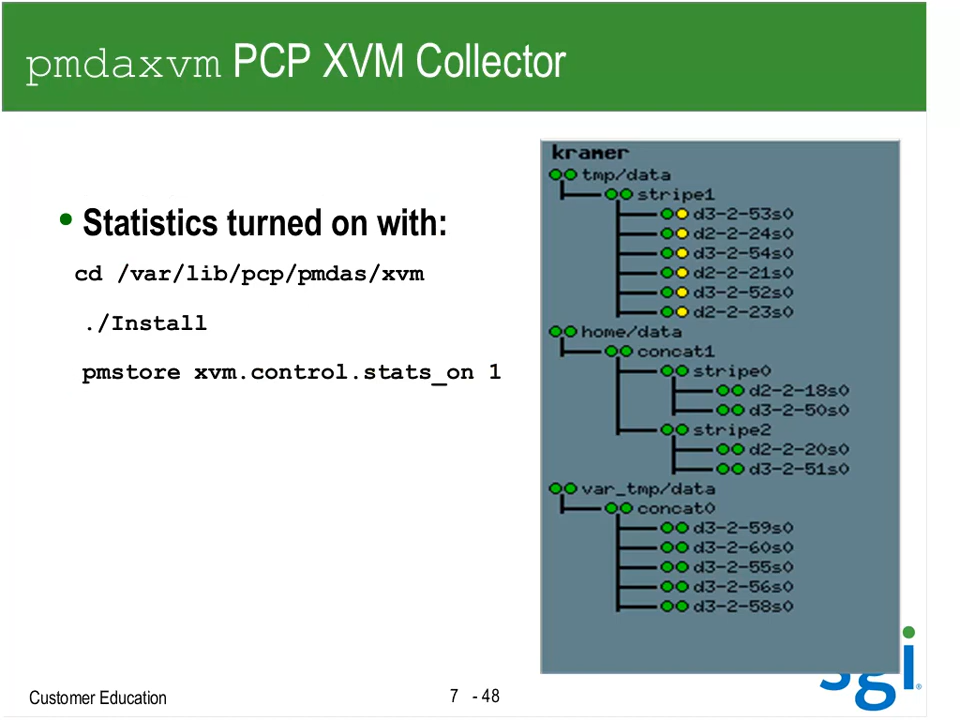 pmdaxvm PCP XVM Collector
• Statistics turned on with:
cd /var/lib/pcp/pmdas/xvm
./Install
pmstore xvm.control.stats_on 1
kramer
tmp/data
stripe1
d3-2-53s0
d2-2-24s0
d3-2-54s0
d2-2-21s0
d3-2-52s0
d2-2-23s0
home/data
concat1
stripe0
d2-2-18s0
d3-2-50s0
stripe2
d2-2-20s0
d3-2-51s0
var_tmp/data
concat0
d3-2-59s0
d3-2-60s0
d3-2-55s0
d3-2-56s0
d3-2-58s0
sgi®
Customer Education
7 - 48